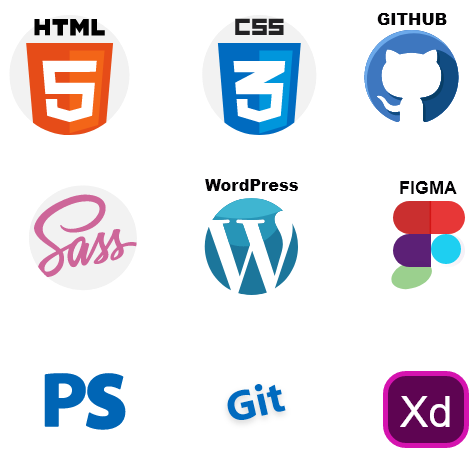 HTML
5
CSS
3
GITHUB
Sass
WordPress
W
FIGMA
PS
Git
Xd